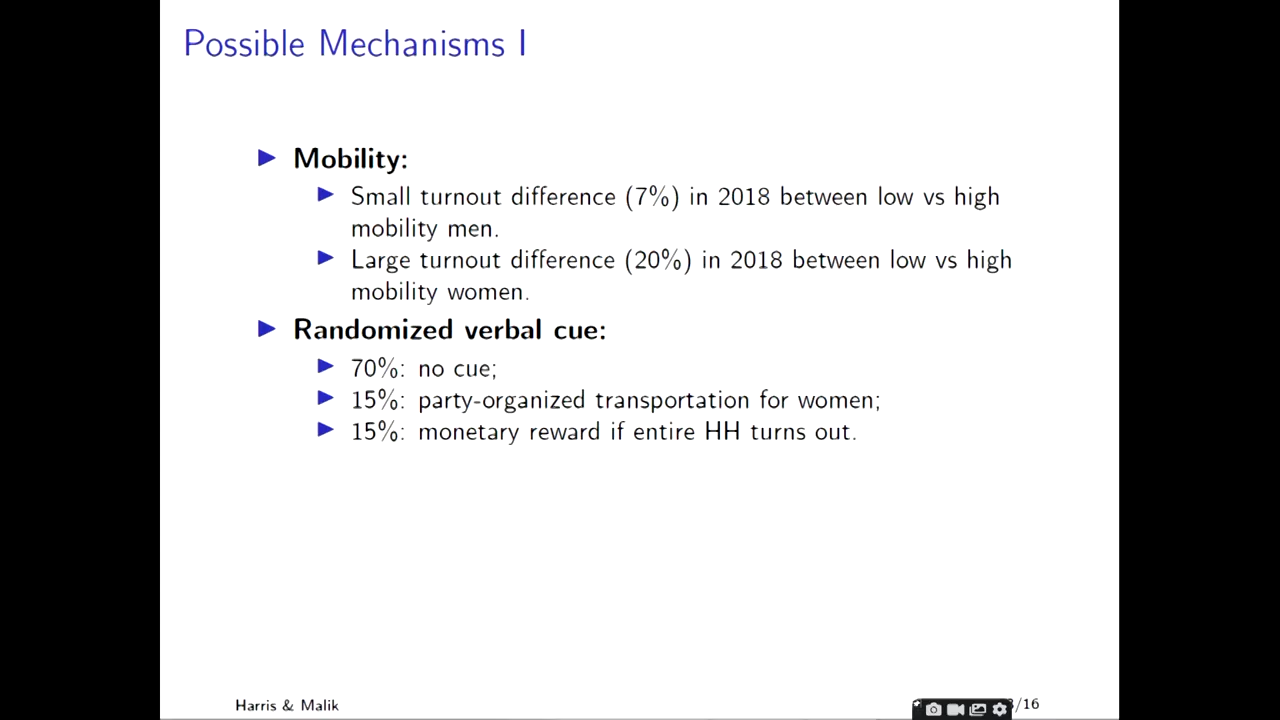 Possible Mechanisms I
Mobility:
Small turnout difference (7%) in 2018 between low vs high
mobility men.
Large turnout difference (20%) in 2018 between low vs high
mobility women.
Randomized verbal cue:
70%: no cue;
15%: party-organized transportation for women;
15%: monetary reward if entire HH turns out.
Harris & Malik
/16